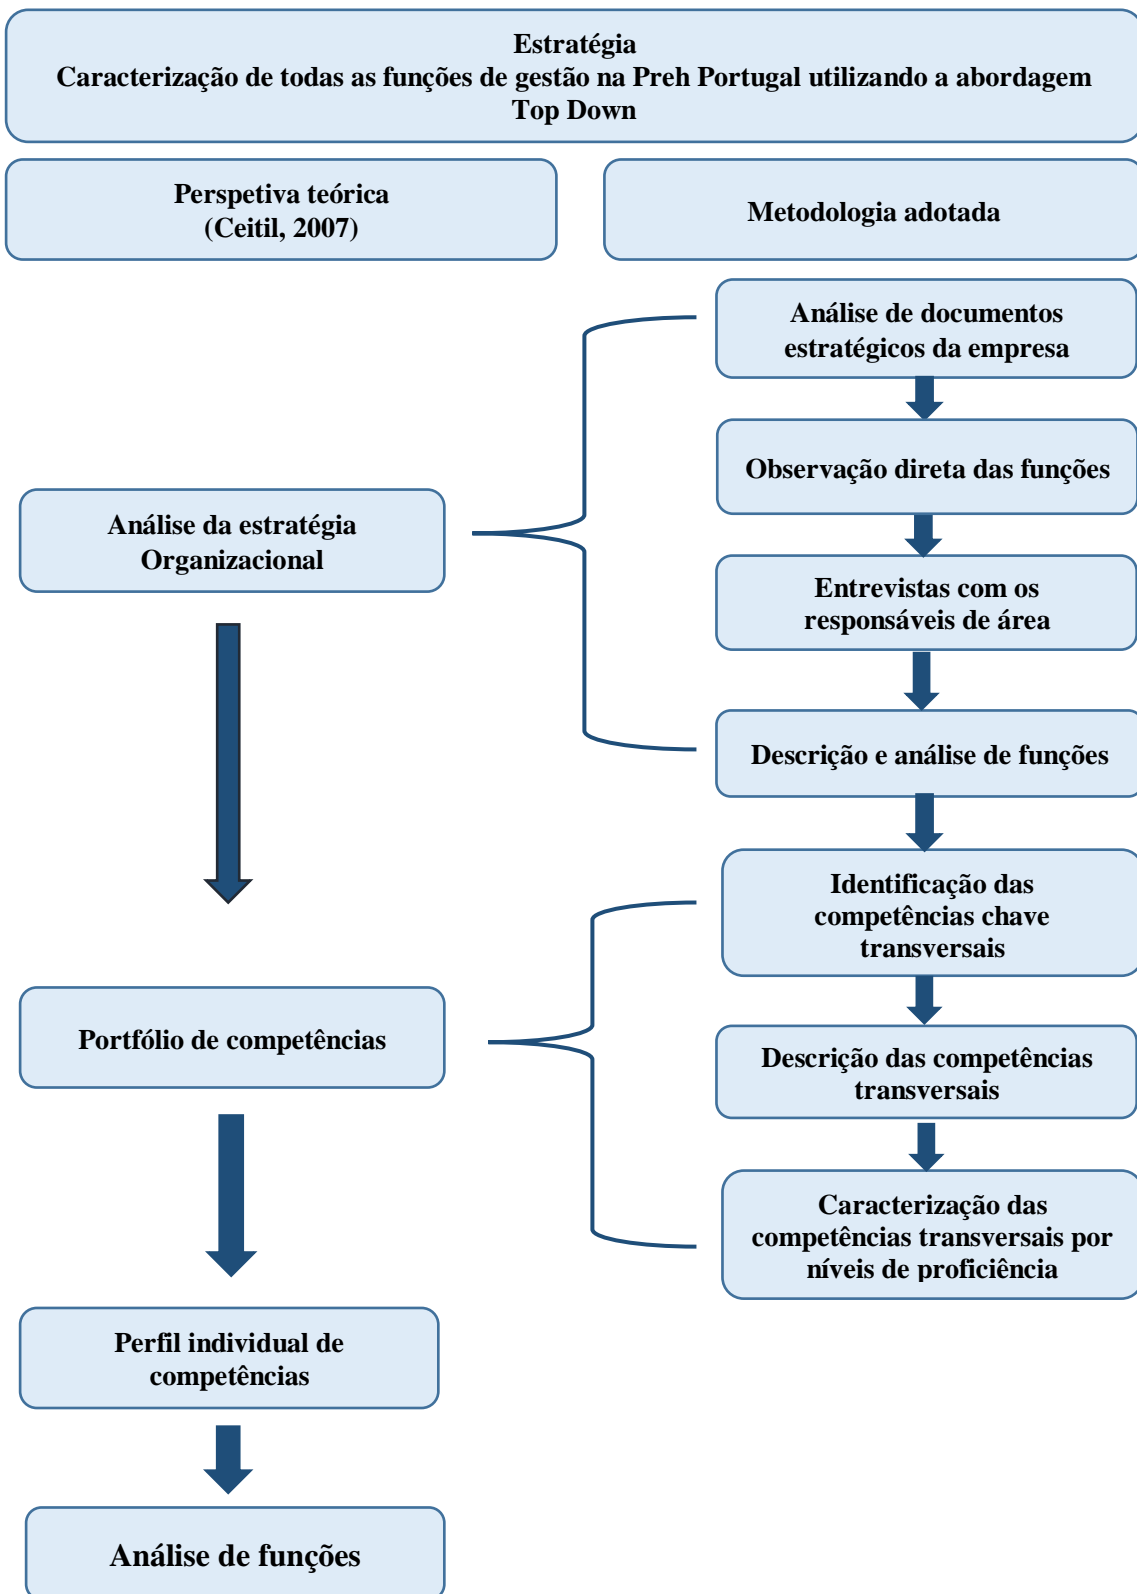 Estratégia
Caracterização de todas as funções de gestão na Preh Portugal utilizando a abordagem
Top Down
Perspetiva teórica
(Ceitil, 2007)
Metodologia adotada
Análise de documentos
estratégicos da empresa
Observação direta das funções
Análise da estratégia
Organizacional
Entrevistas com os
responsáveis de área
Descrição e análise de funções
Identificação das
competências chave
transversais
Portfólio de competências
Descrição das competências
transversais
Caracterização das
competências transversais por
níveis de proficiência
Perfil individual de
competências
Análise de funções